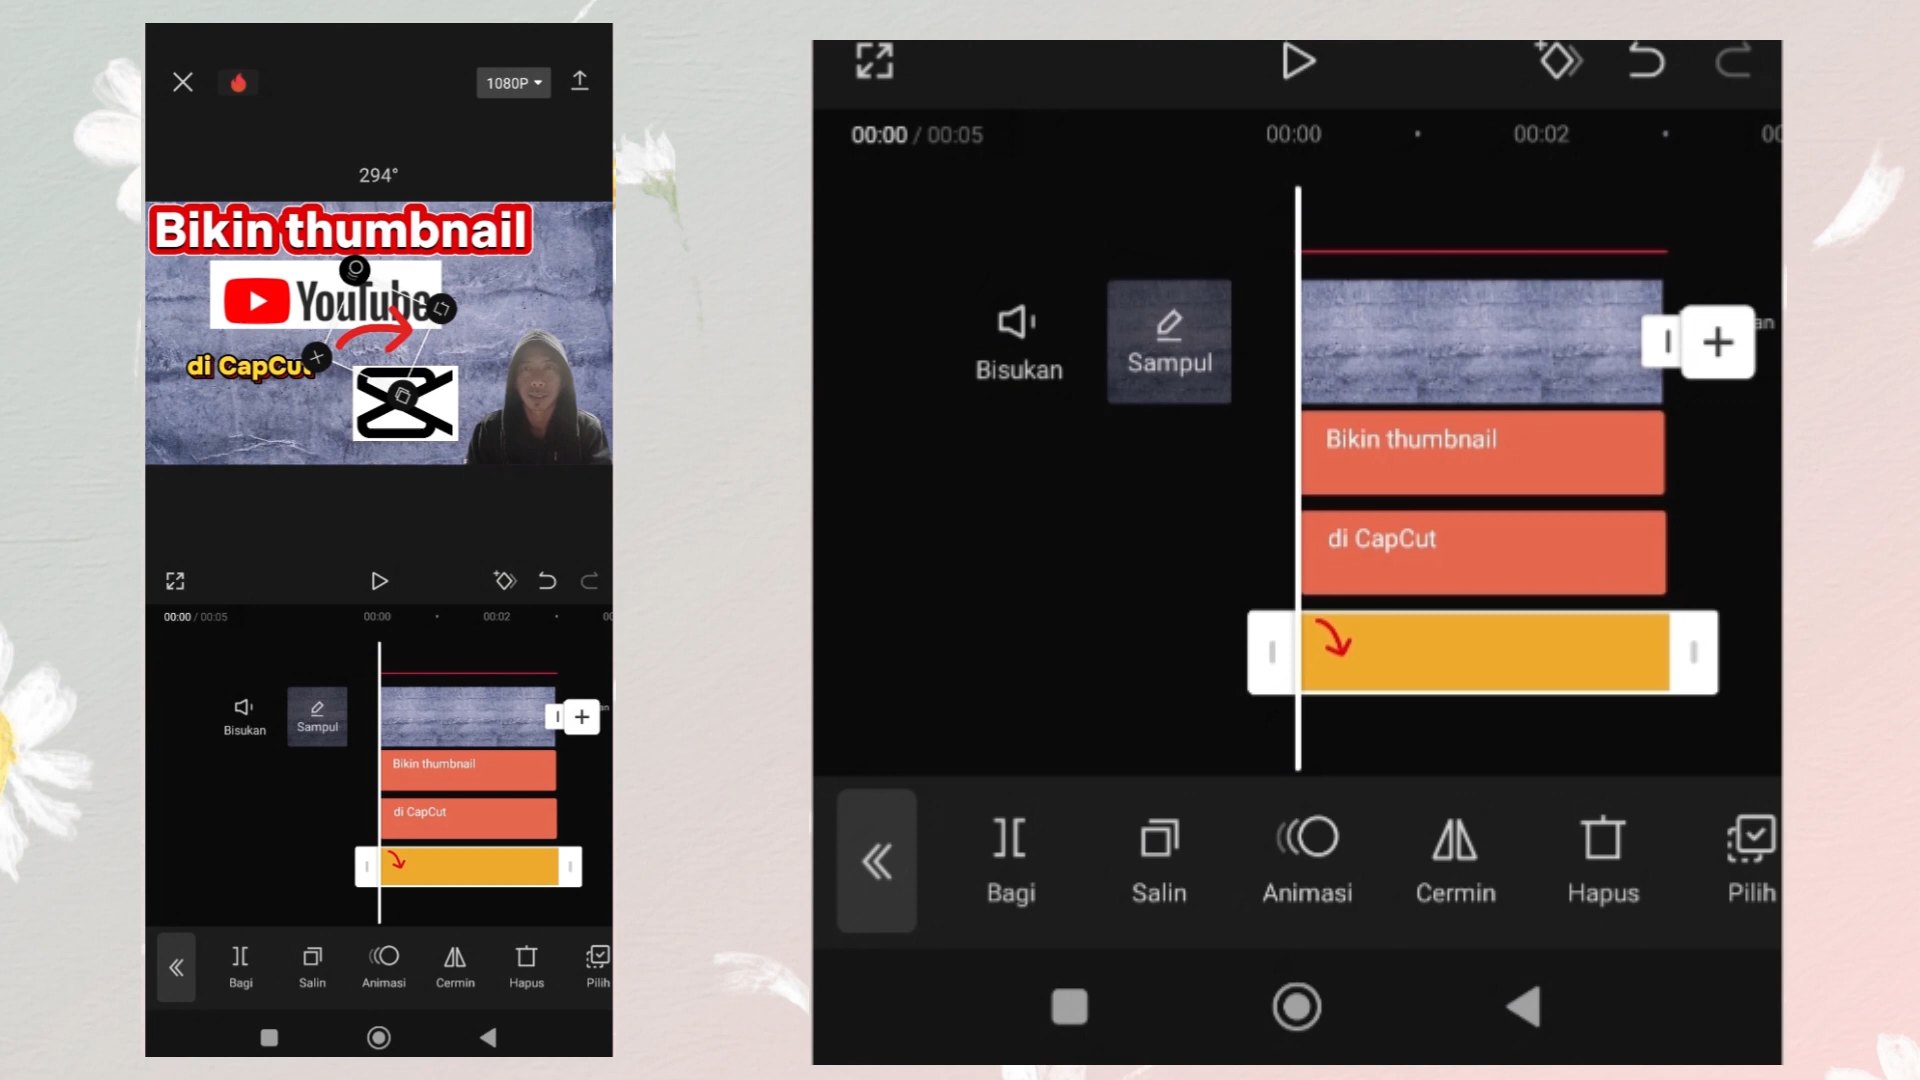 1080P
294°
Bikin thumbnail
YouTube
di CapCut
00:00 / 00:05
00:00
00:02
Bisukan
Sampul
Bikin thumbnail
di CapCut
Bagi
Salin
Animasi
Cermin
Hapus
Pilih
00:00 / 00:05
00:00
00:02
Bisukan
Sampul
Bikin thumbnail
di CapCut
Bagi
Salin
Animasi
Cermin
Hapus
Pilih